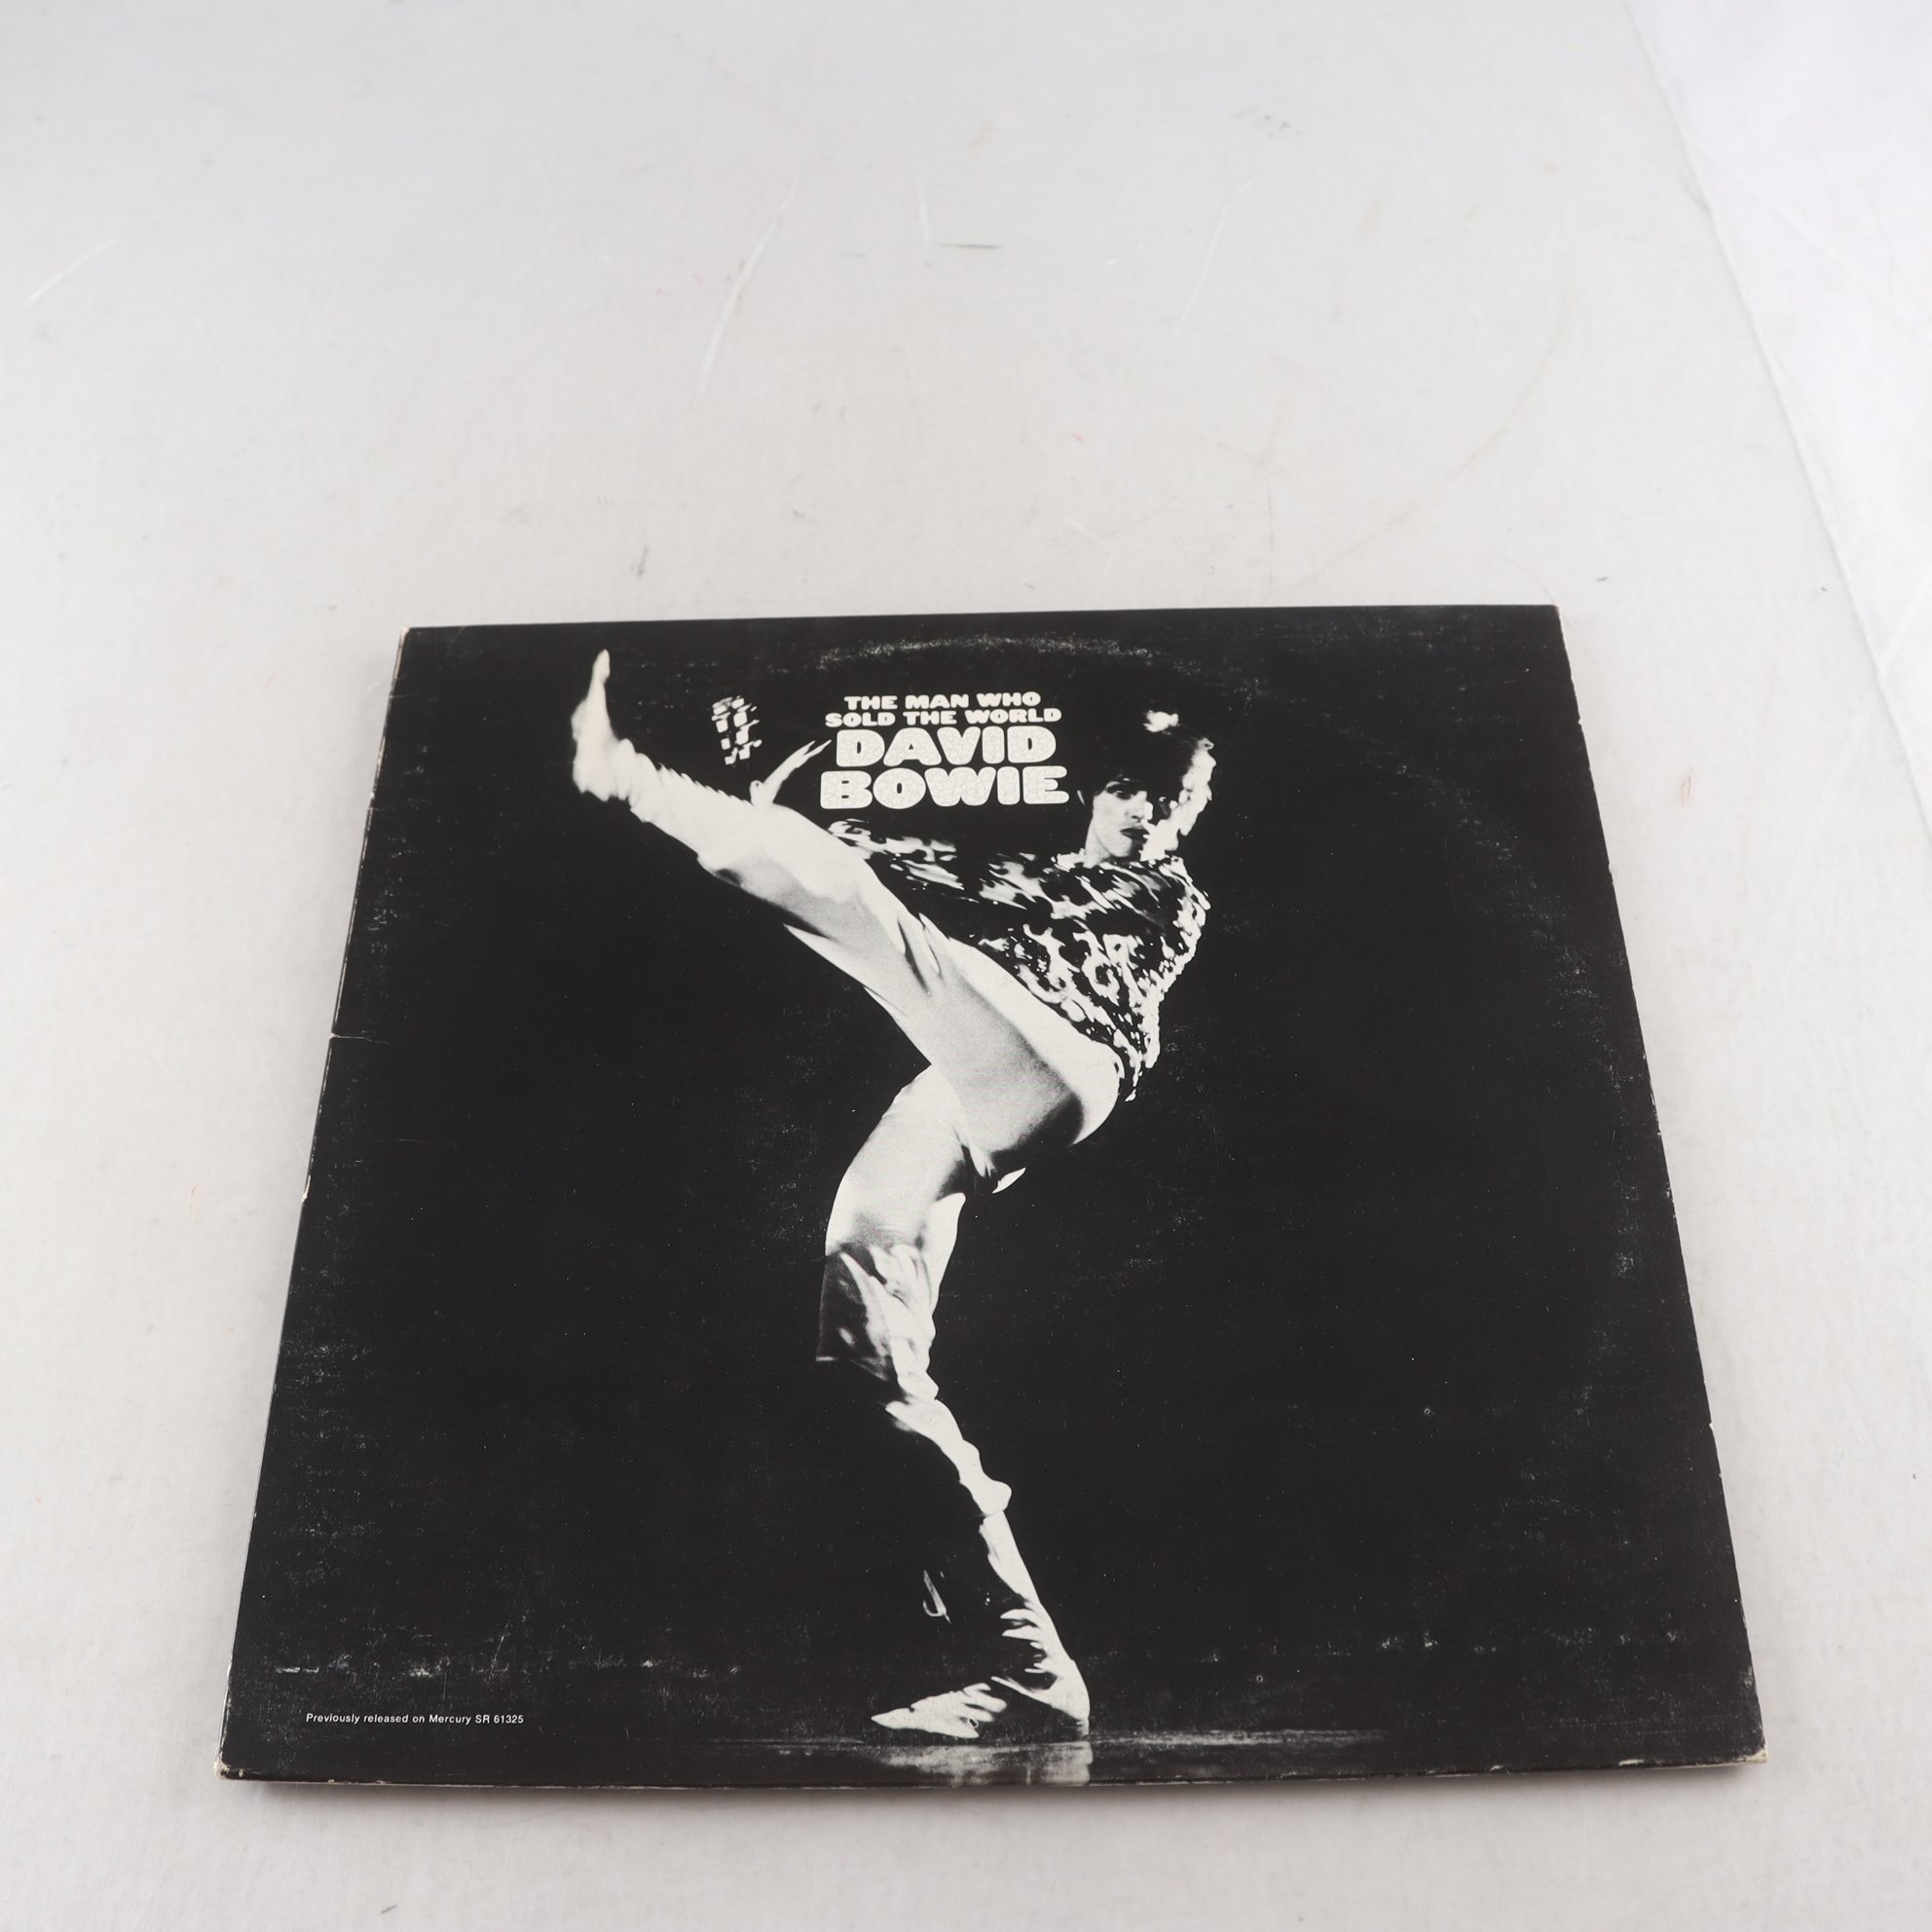 THE MAN WHO
SOLD THE WORLD
DAVID
BOWIE
Previously released on Mercury SR 61325